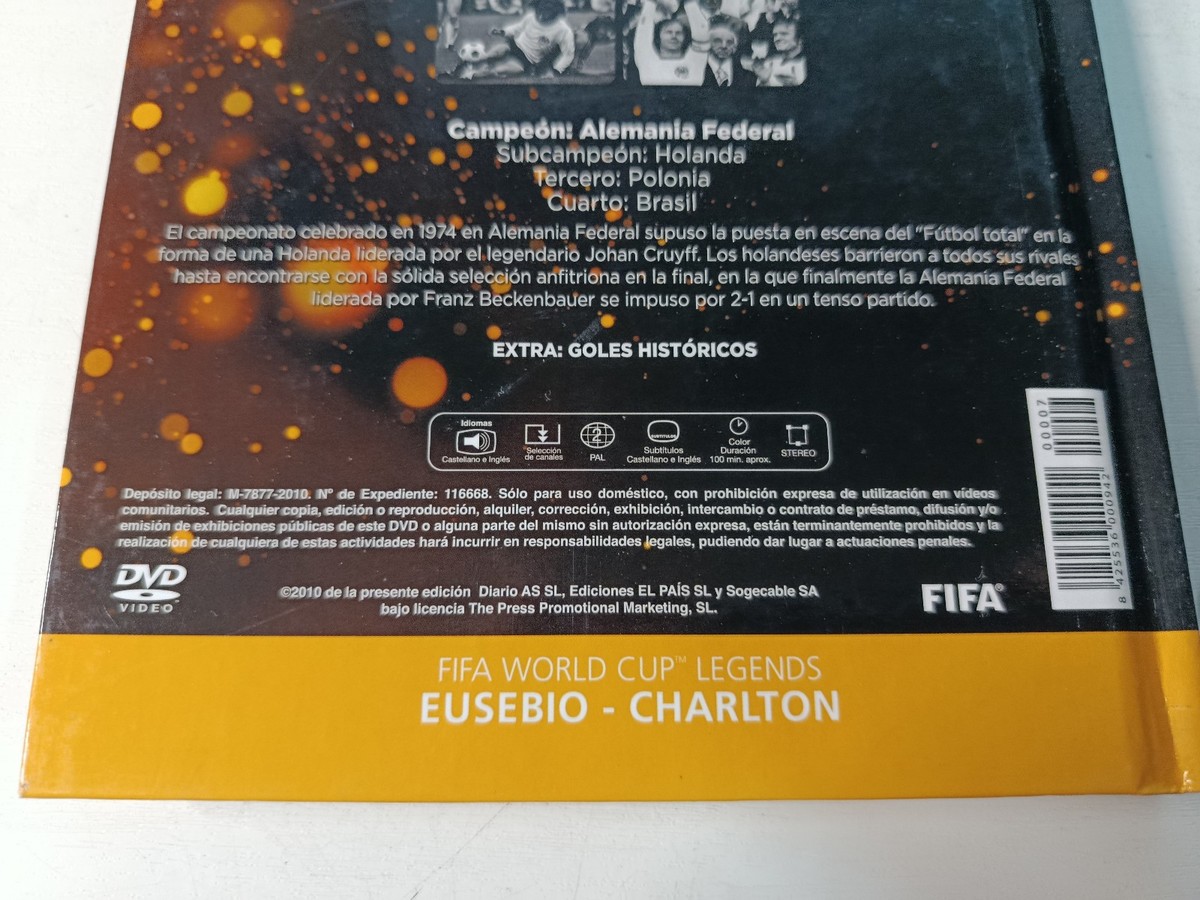 Campeón: Alemania Federal
Subcampeón: Holanda
Tercero: Polonia
Cuarto: Brasil
El campeonato celebrado en 1974 en Alemania Federal supuso la puesta en escena del "Fútbol total" en la
forma de una Holanda liderada por el legendario Johan Cruyff. Los holandeses barrieron a todos sus rivales
hasta encontrarse con la sólida selección anfitriona en la final, en la que finalmente la Alemania Federal
liderada por Franz Beckenbauer se impuso por 2-1 en un tenso partido.
EXTRA: GOLES HISTÓRICOS
Idiomas
Castellano e Inglés
Selección
de canales
2
PAL
SUBTITULOS
Subtítulos
Castellano e Inglés
Color
Duración
100 min. aprox.
STEREO
Depósito legal: M-7877-2010. Nº de Expediente: 116668. Sólo para uso doméstico, con prohibición expresa de utilización en vídeos
comunitarios. Cualquier copia, edición o reproducción, alquiler, corrección, exhibición, intercambio o contrato de préstamo, difusión y/o
emisión de exhibiciones públicas de este DVD o alguna parte del mismo sin autorización expresa, están terminantemente prohibidos y la
realización de cualquiera de estas actividades hará incurrir en responsabilidades legales, pudiendo dar lugar a actuaciones penales.
DVD
VIDEO
©2010 de la presente edición Diario AS SL, Ediciones EL PAÍS SL y Sogecable SA
bajo licencia The Press Promotional Marketing, SL.
FIFA®
00007
8 425536 000942
FIFA WORLD CUP™ LEGENDS
EUSEBIO - CHARLTON